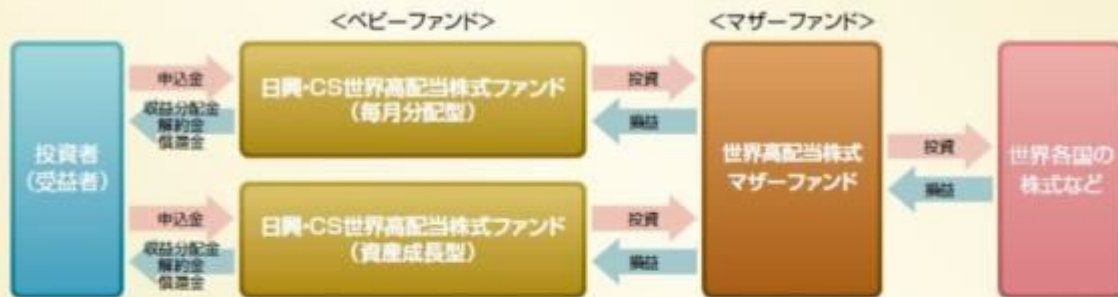 <ベビーファンド>
<マザーファンド>
投資者
(受益者)
申込金
収益分配金
解約金
償還金
日興・CS世界高配当株式ファンド
(毎月分配型)
投資
損益
申込金
収益分配金
解約金
償還金
日興・CS世界高配当株式ファンド
(資産成長型)
投資
損益
世界高配当株式
マザーファンド
投資
損益
世界各国の
株式など